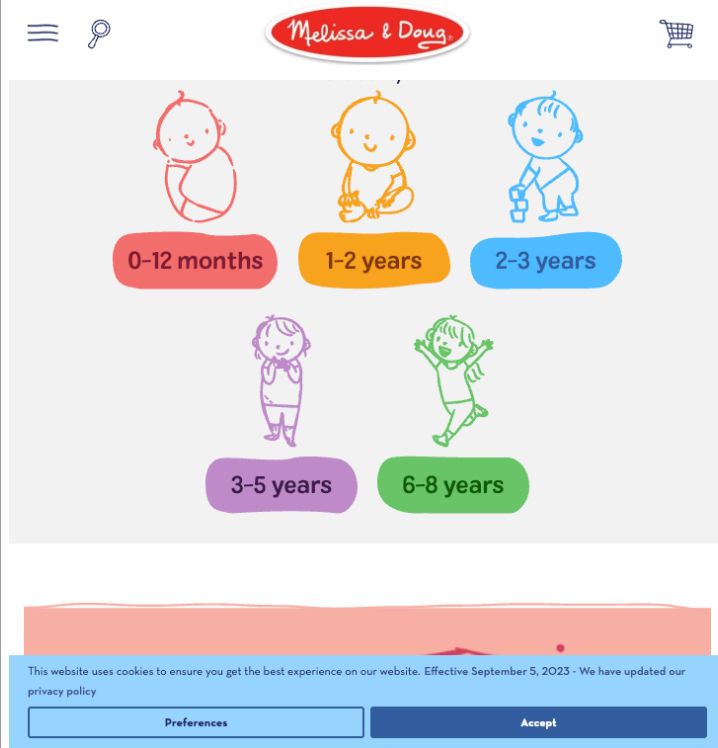 Melissa & Doug®
0-12 months
1-2 years
2-3 years
3-5 years
6-8 years
This website uses cookies to ensure you get the best experience on our website. Effective September 5, 2023 - We have updated our
privacy policy
Preferences
Accept